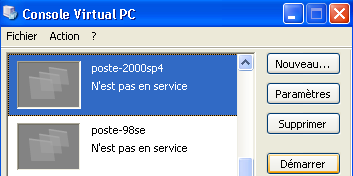 Console Virtual PC
Fichier Action ?
poste-2000sp4
N'est pas en service
poste-98se
N'est pas en service
Nouveau...
Paramètres
Supprimer
Démarrer